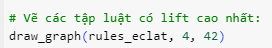 # Vẽ các tập luật có lift cao nhất:
draw_graph(rules_eclat, 4, 42)